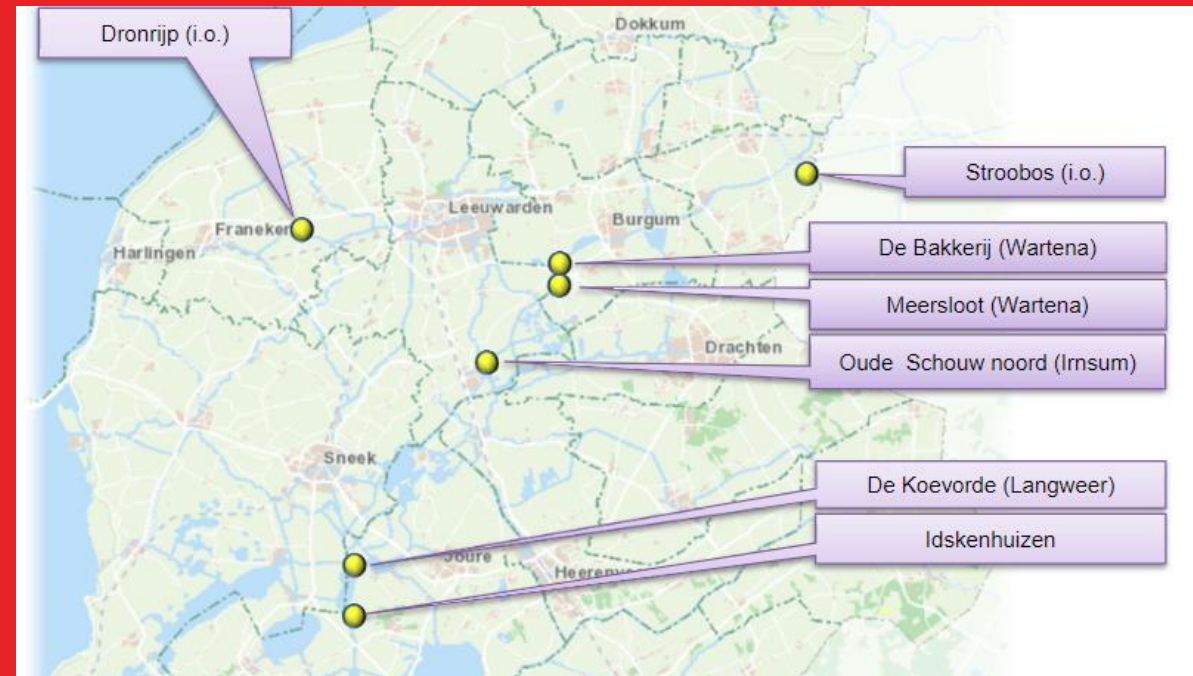 Dokkum
Dronrijp (i.o.)
Stroobos (i.o.)
Leeuwarden
Burgum
Franeker
Harlingen
De Bakkerij (Wartena)
Meersloot (Wartena)
Drachten
Oude Schouw noord (Irnsum)
Sneek
De Koevorde (Langweer)
Idskenhuizen
Joure
Heerenve